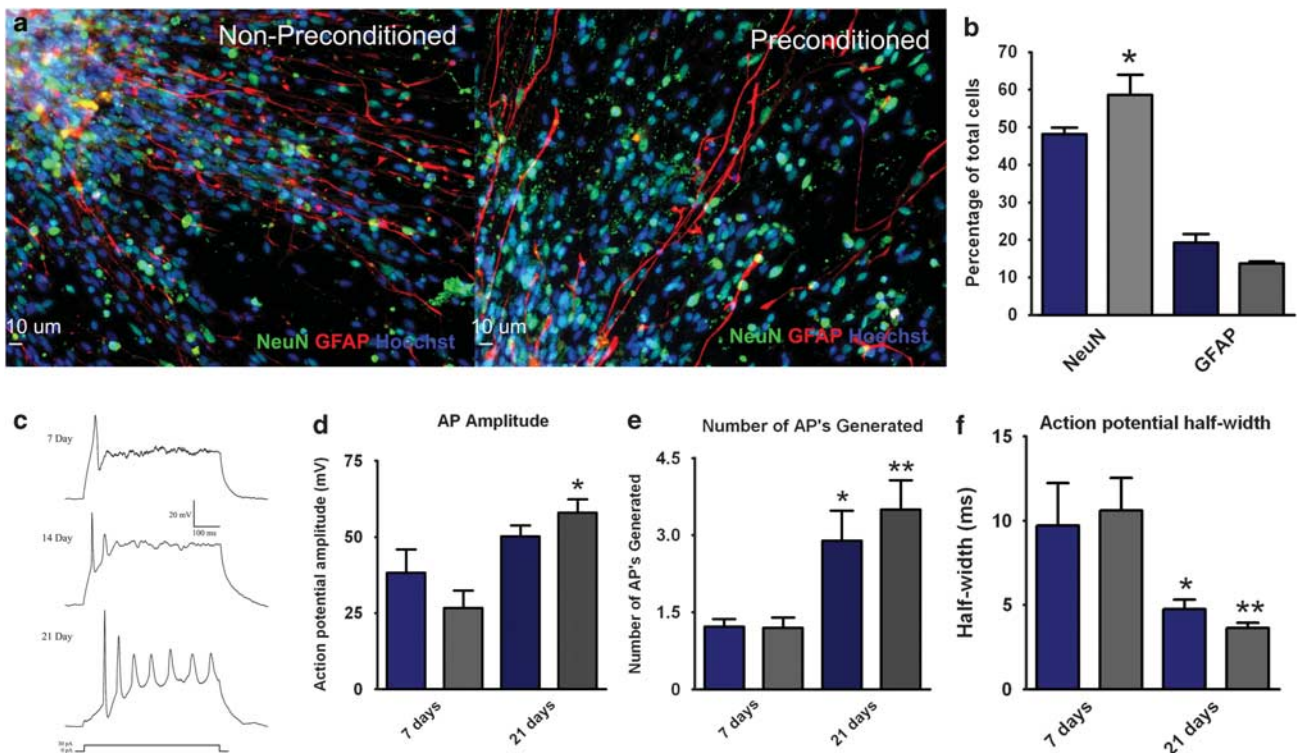 a
Non-Preconditioned
Preconditioned
10 um
NeuN GFAP Hoechst
10 um
NeuN GFAP Hoechst
b
Percentage of total cells
70
60
50
40
30
20
10
0
*
NeuN
GFAP
c
7 Day
14 Day
20 mV
100 ms
21 Day
d
AP Amplitude
Action potential amplitude (mV)
75
50
25
0
*
7 days
21 days
e
Number of AP's Generated
Number of AP's Generated
4.5
3.0
1.5
0
*
**
7 days
21 days
f
Action potential half-width
Half-width (ms)
15
10
5
0
*
**
7 days
21 days